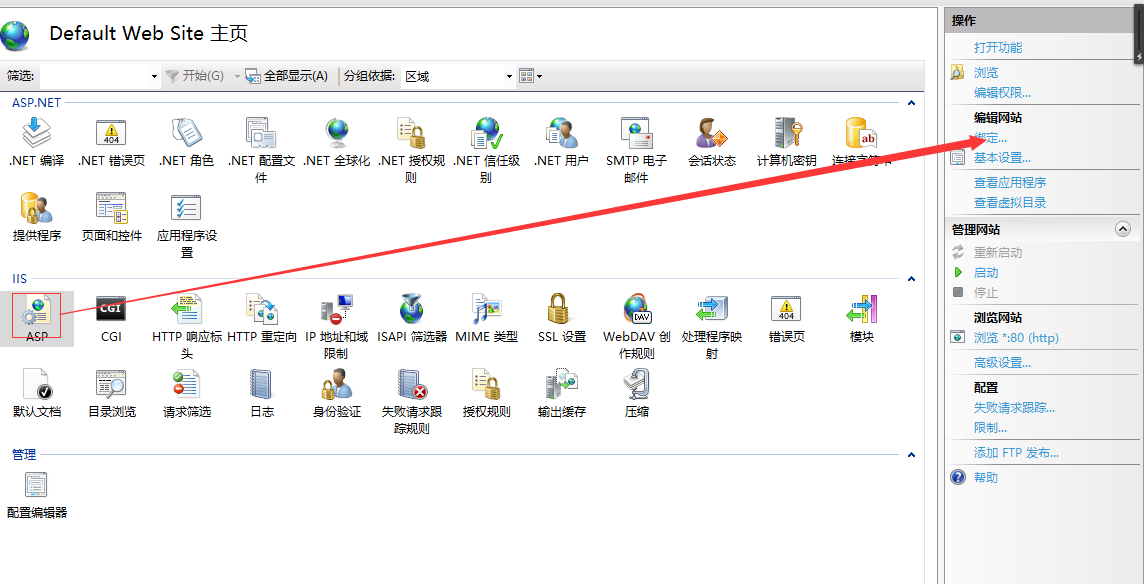 Default Web Site 主页
筛选:
开始(G)
全部显示(A)
分组依据:
区域
ASP.NET
.NET 编译
.NET 错误页
.NET 角色
.NET 配置文
件
.NET 全球化
.NET 授权规
则
.NET 信任级
别
.NET 用户
SMTP 电子
邮件
会话状态
计算机密钥
连接字符串
提供程序
页面和控件
应用程序设
置
IIS
ASP
CGI
HTTP 响应标
头
HTTP 重定向
IP 地址和域
限制
ISAPI 筛选器
MIME 类型
SSL 设置
WebDAV 创
作规则
处理程序映
射
错误页
模块
默认文档
目录浏览
请求筛选
日志
身份验证
失败请求跟
踪规则
授权规则
输出缓存
压缩
管理
配置编辑器
操作
打开功能
浏览
编辑权限...
编辑网站
绑定...
基本设置...
查看应用程序
查看虚拟目录
管理网站
重新启动
启动
停止
浏览网站
浏览 *:80 (http)
高级设置...
配置
失败请求跟踪...
限制...
添加 FTP 发布...
帮助